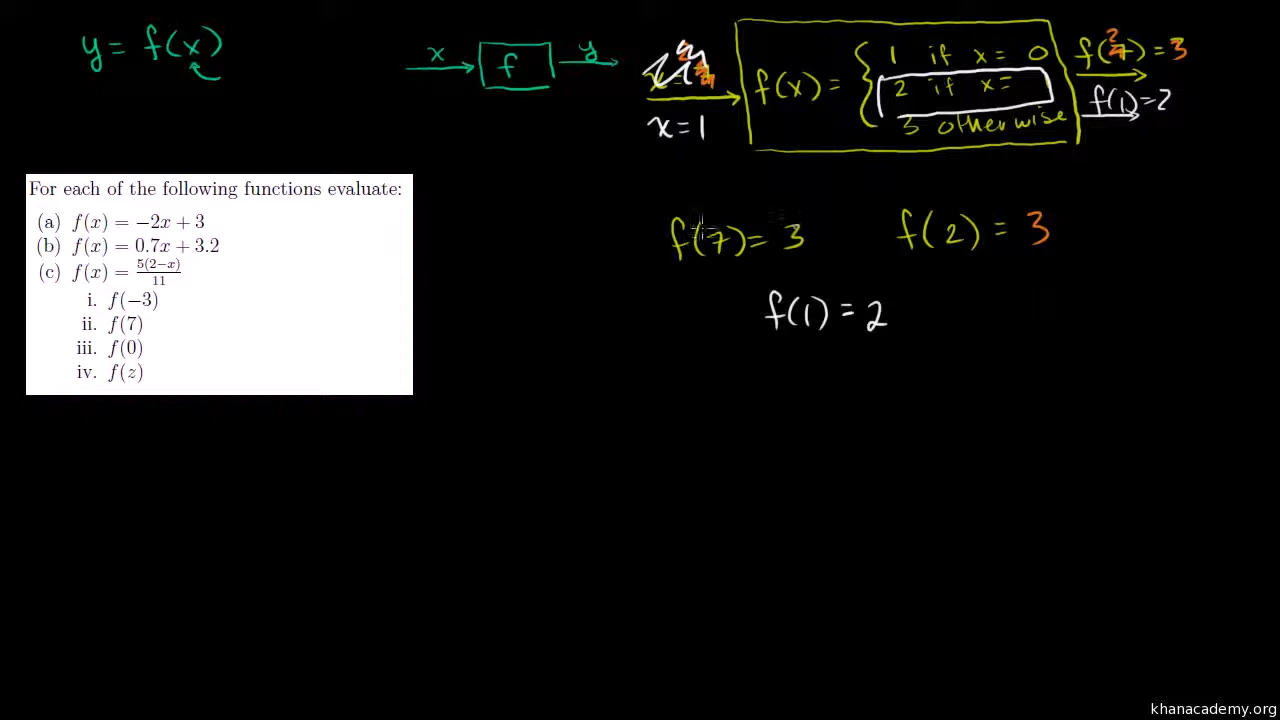 y = f(x)
x
f
y
f(x) = { 1 if x = 0
2 if x =
3 otherwise
x = 1
f(2) = 3
f(1) = 2
For each of the following functions evaluate:
(a) f(x) = −2x + 3
(b) f(x) = 0.7x + 3.2
(c) f(x) = 5(2−x)/11
i. f(−3)
ii. f(7)
iii. f(0)
iv. f(z)
f(7) = 3
f(2) = 3
f(1) = 2
khanacademy.org